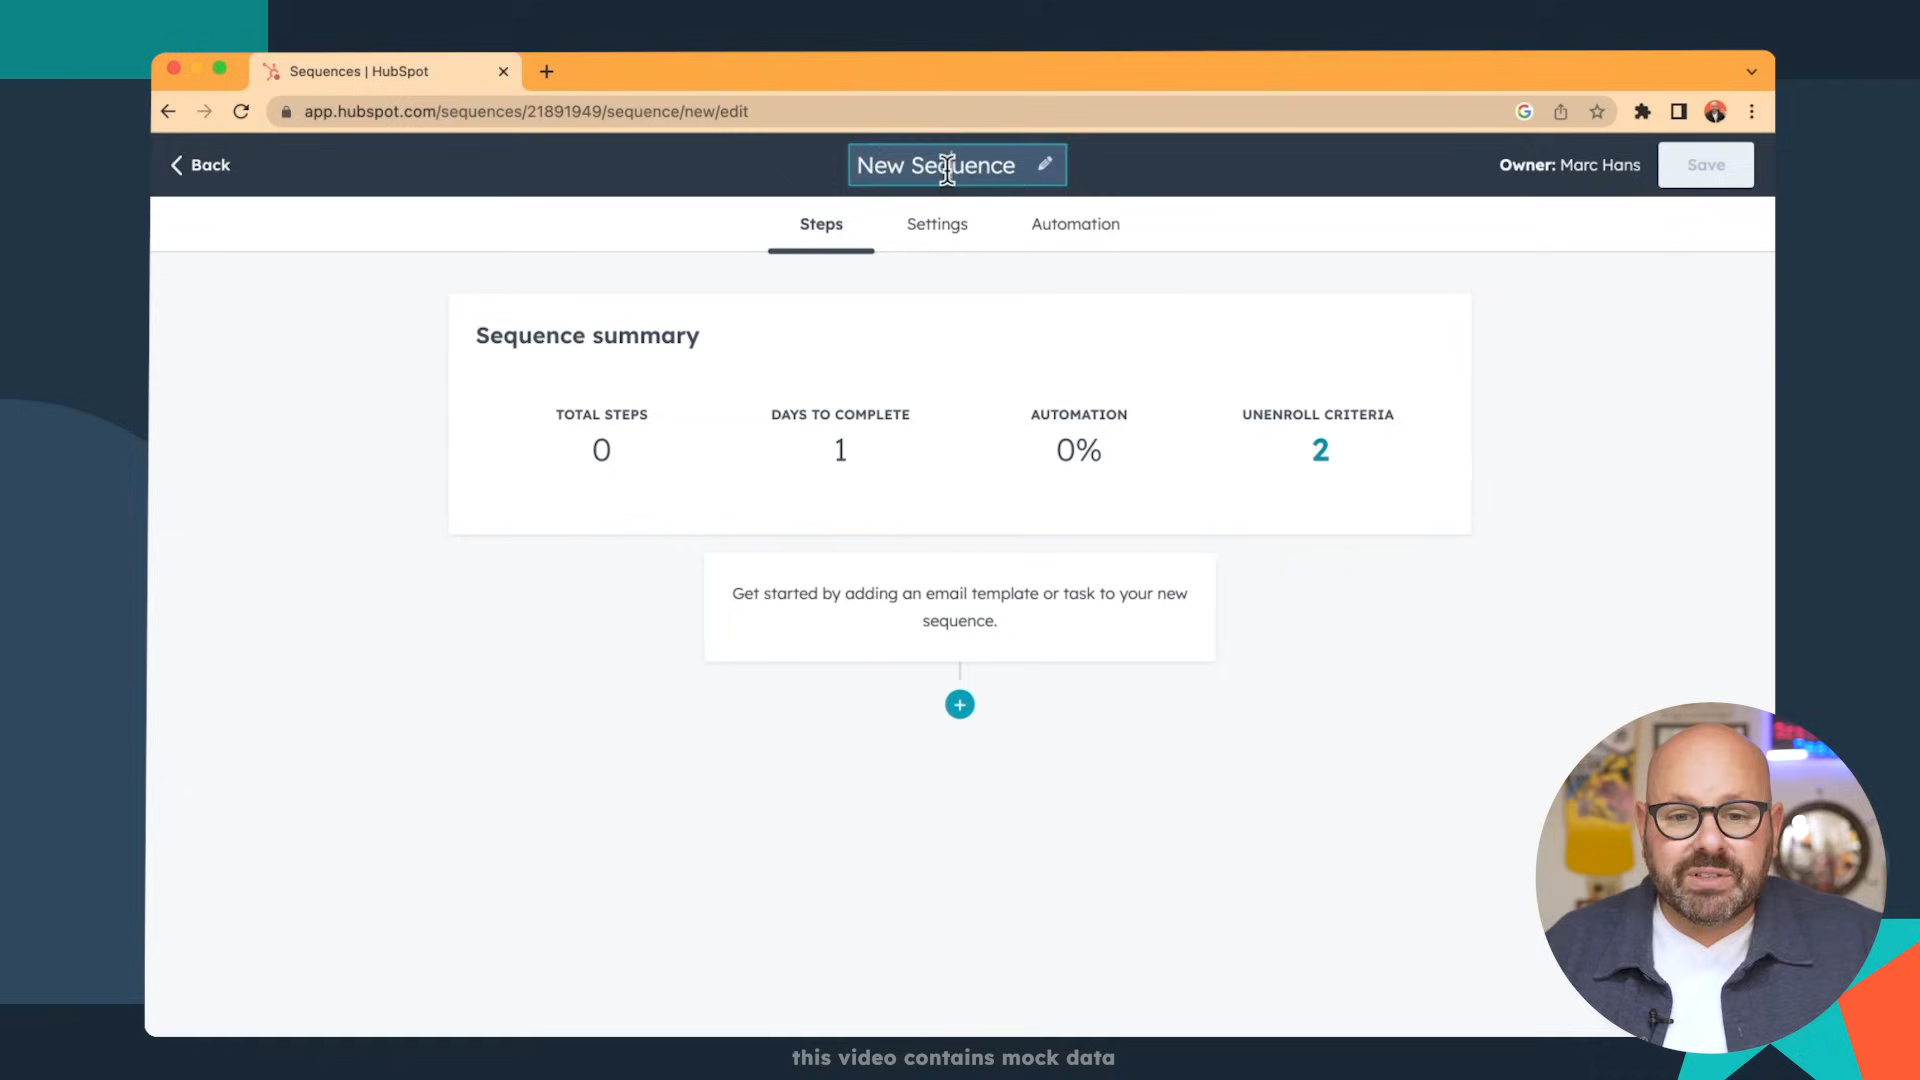 Sequences | HubSpot
app.hubspot.com/sequences/21891949/sequence/new/edit
Back
New Sequence
Owner: Marc Hans
Save
Steps
Settings
Automation
Sequence summary
TOTAL STEPS
0
DAYS TO COMPLETE
1
AUTOMATION
0%
UNENROLL CRITERIA
2
Get started by adding an email template or task to your new
sequence.
this video contains mock data